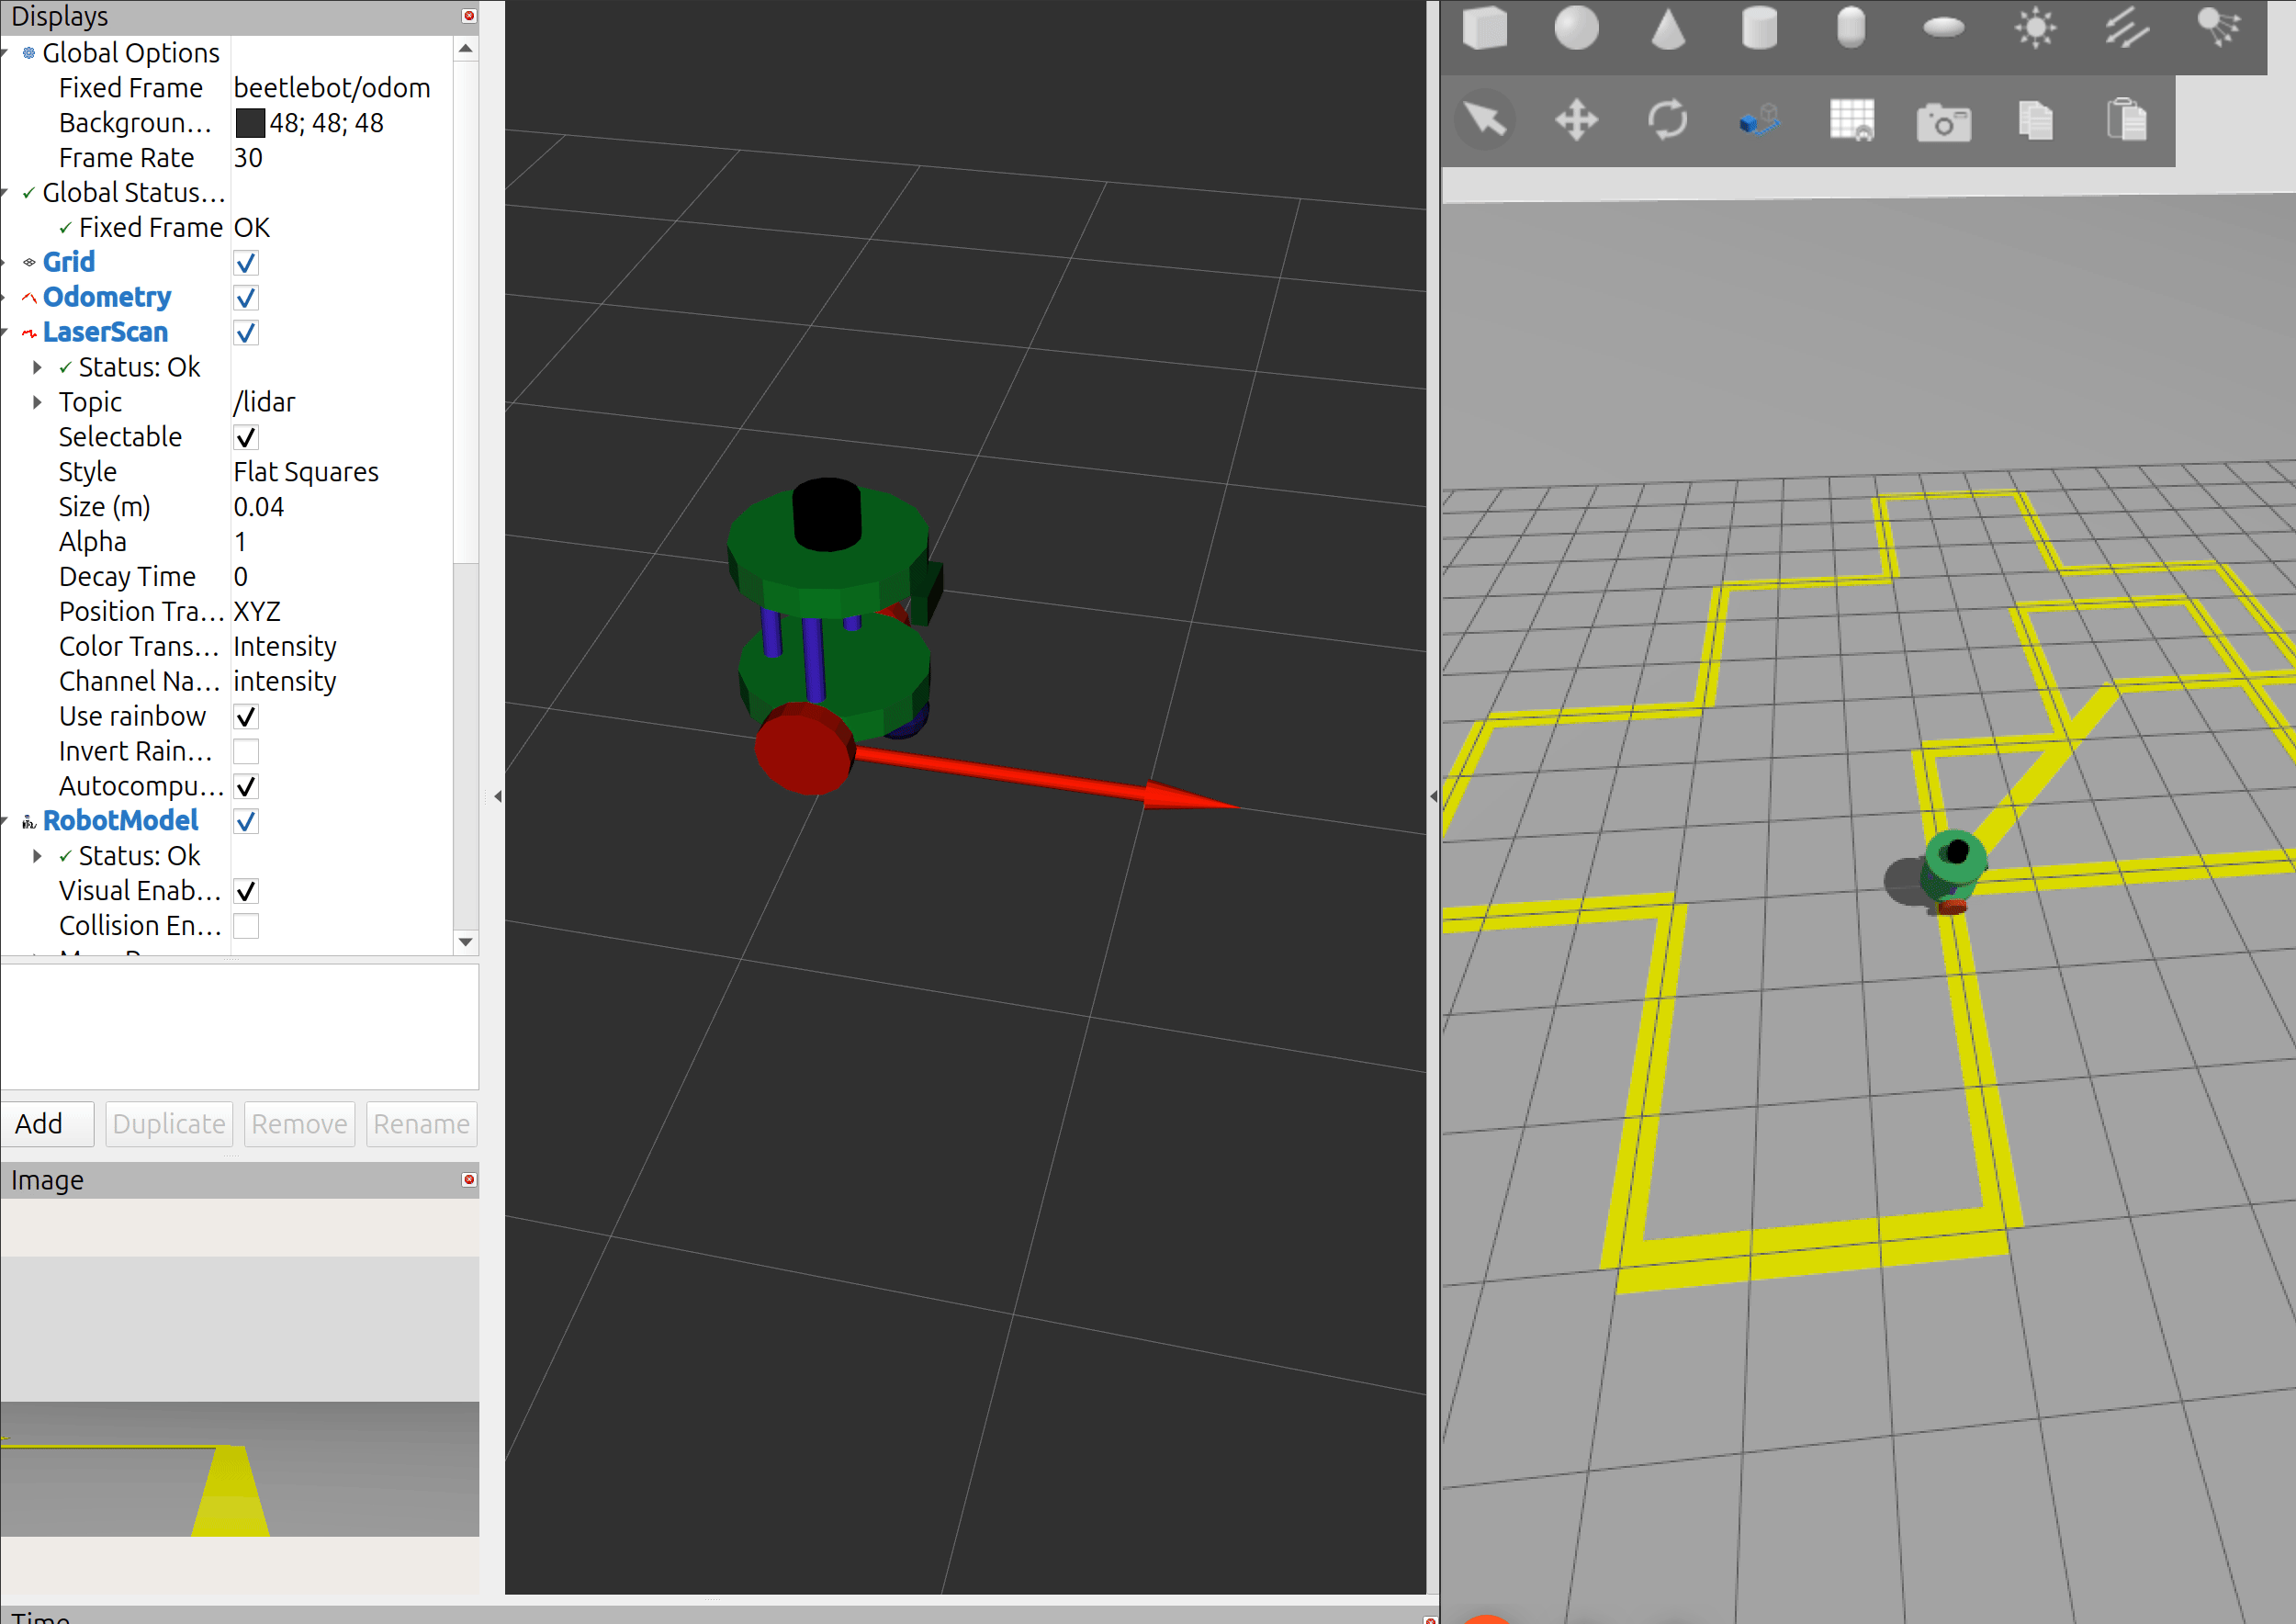 Displays
Global Options
Fixed Frame beetlebot/odom
Backgroun... 48; 48; 48
Frame Rate 30
Global Status...
Fixed Frame OK
Grid
Odometry
LaserScan
Status: Ok
Topic /lidar
Selectable
Style Flat Squares
Size (m) 0.04
Alpha 1
Decay Time 0
Position Tra... XYZ
Color Trans... Intensity
Channel Na... intensity
Use rainbow
Invert Rain...
Autocompu...
RobotModel
Status: Ok
Visual Enab...
Collision En...
Add Duplicate Remove Rename
Image
Time